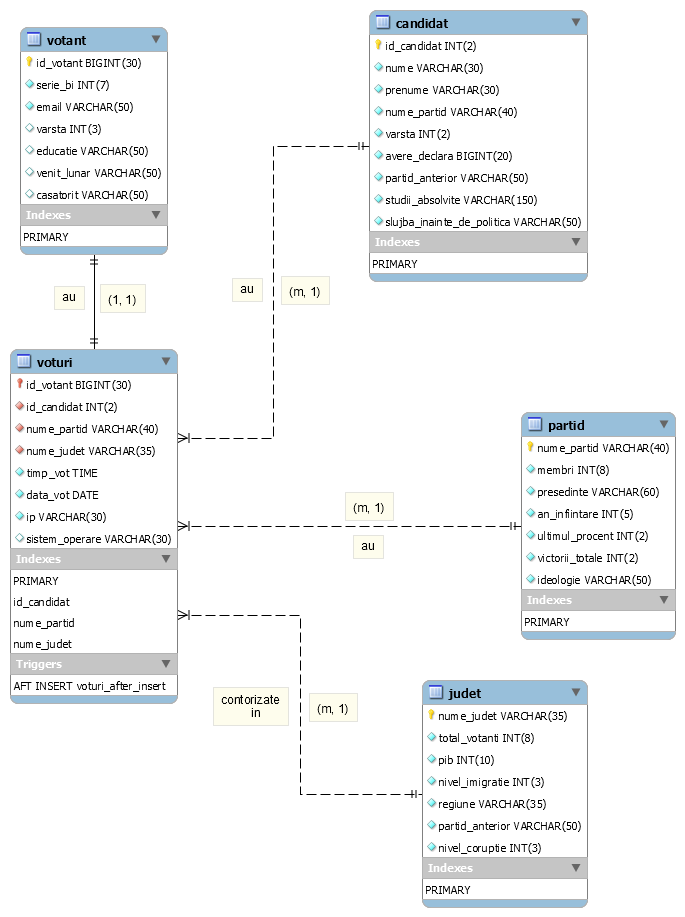 votant
id_votant BIGINT(30)
serie_bi INT(7)
email VARCHAR(50)
varsta INT(3)
educatie VARCHAR(50)
venit_lunar VARCHAR(50)
casatorit VARCHAR(50)
Indexes
PRIMARY
candidat
id_candidat INT(2)
nume VARCHAR(30)
prenume VARCHAR(30)
nume_partid VARCHAR(40)
varsta INT(2)
avere_declara BIGINT(20)
partid_anterior VARCHAR(50)
studii_absolvite VARCHAR(150)
slujba_inainte_de_politica VARCHAR(50)
Indexes
PRIMARY
au
(1, 1)
au
(m, 1)
voturi
id_votant BIGINT(30)
id_candidat INT(2)
nume_partid VARCHAR(40)
nume_judet VARCHAR(35)
timp_vot TIME
data_vot DATE
ip VARCHAR(30)
sistem_operare VARCHAR(30)
Indexes
PRIMARY
id_candidat
nume_partid
nume_judet
Triggers
AFT INSERT voturi_after_insert
(m, 1)
au
partid
nume_partid VARCHAR(40)
membri INT(8)
presedinte VARCHAR(60)
an_infiintare INT(5)
ultimul_procent INT(2)
victorii_totale INT(2)
ideologie VARCHAR(50)
Indexes
PRIMARY
contorizate
in
(m, 1)
judet
nume_judet VARCHAR(35)
total_votanti INT(8)
pib INT(10)
nivel_imigratie INT(3)
regiune VARCHAR(35)
partid_anterior VARCHAR(50)
nivel_coruptie INT(3)
Indexes
PRIMARY